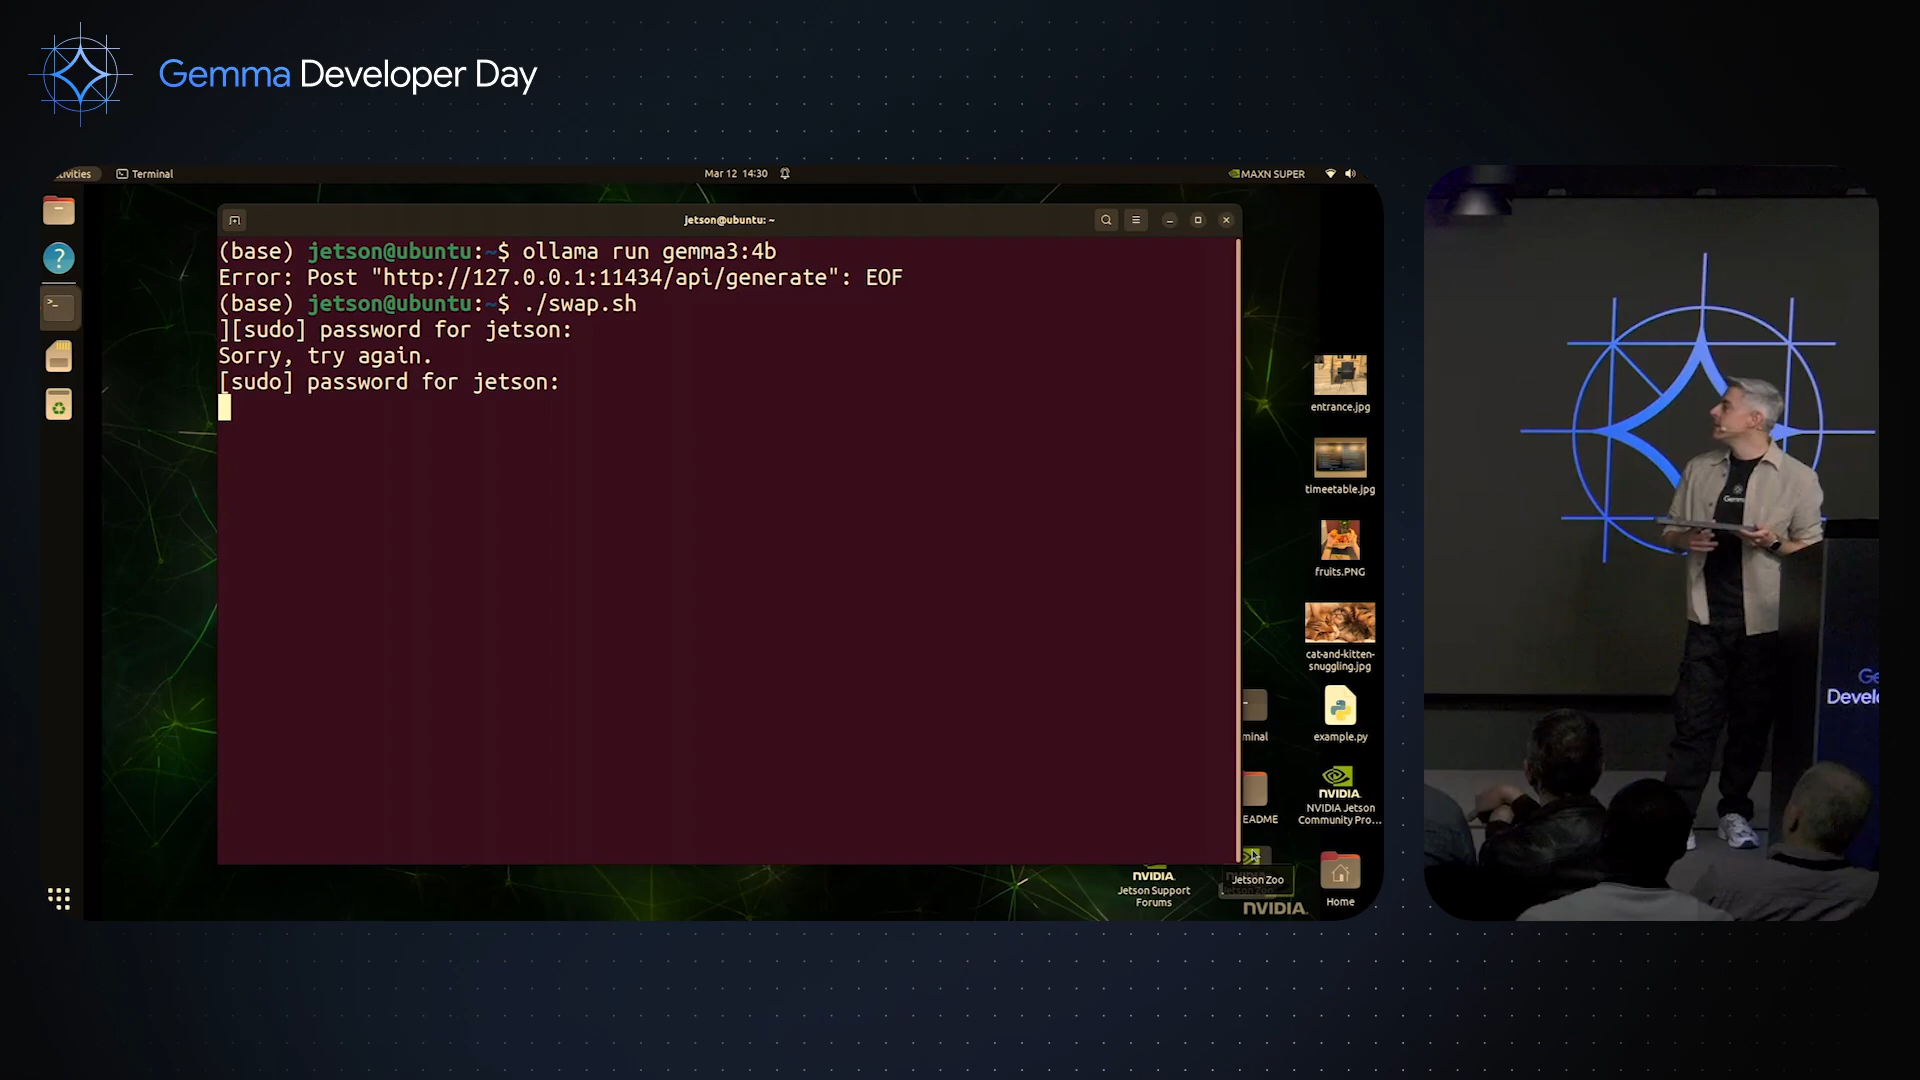 Gemma Developer Day
Terminal
Mar 12 14:30
MAXN SUPER
jetson@ubuntu: ~
(base) jetson@ubuntu:~$ ollama run gemma3:4b
Error: Post "http://127.0.0.1:11434/api/generate": EOF
(base) jetson@ubuntu:~$ ./swap.sh
][sudo] password for jetson:
Sorry, try again.
[sudo] password for jetson:
entrance.jpg
timeetable.jpg
fruits.PNG
cat-and-kitten-
snuggling.jpg
example.py
NVIDIA.
NVIDIA Jetson
Community Pro...
NVIDIA.
Jetson Support
Forums
Jetson Zoo
NVIDIA.
Home